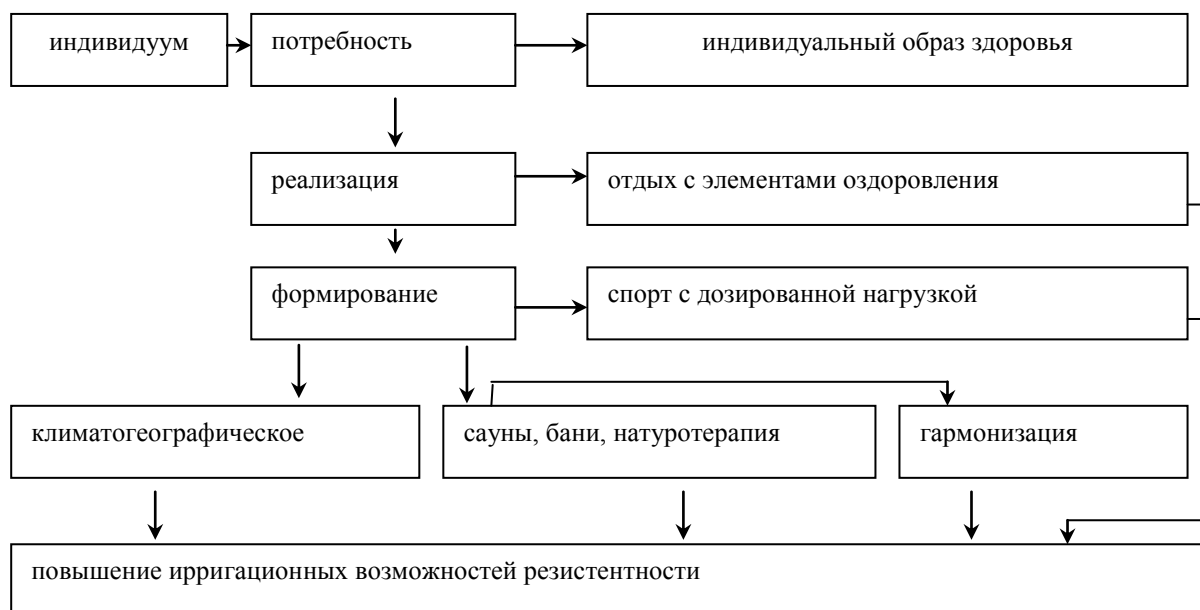 индивидуум
потребность
индивидуальный образ здоровья
реализация
отдых с элементами оздоровления
формирование
спорт с дозированной нагрузкой
климатогеографическое
сауны, бани, натуротерапия
гармонизация
повышение ирригационных возможностей резистентности